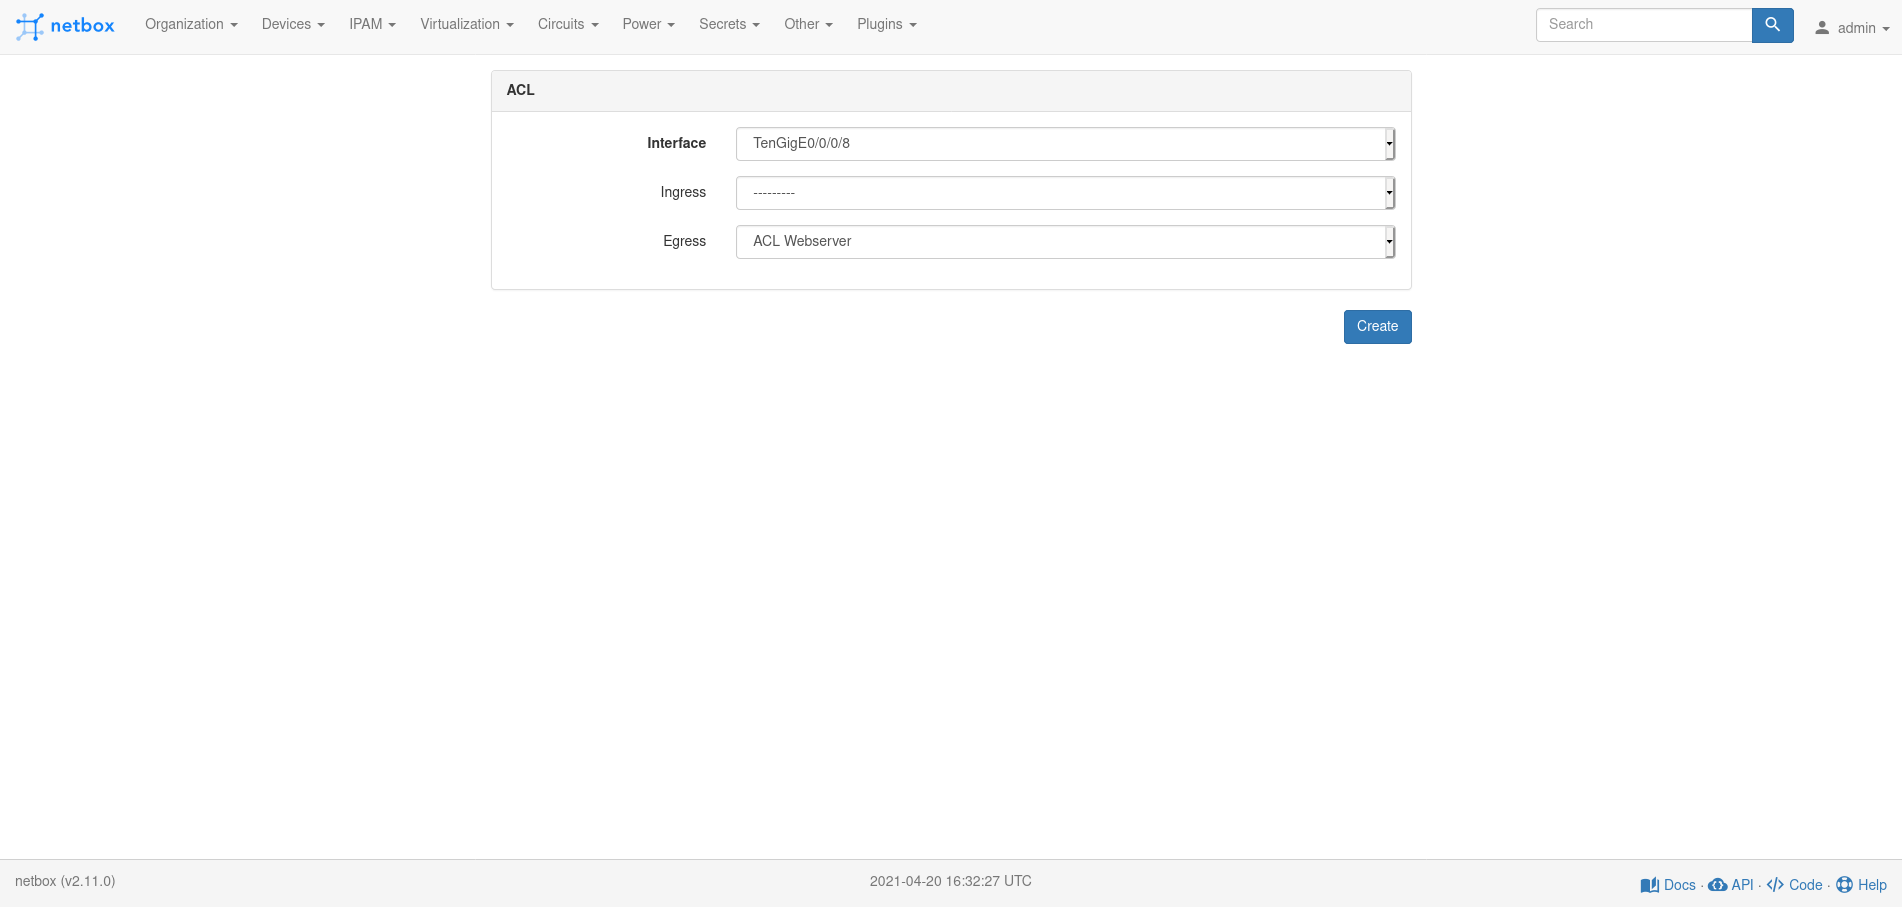 netbox Organization Devices IPAM Virtualization Circuits Power Secrets Other Plugins Search admin
ACL
Interface TenGigE0/0/0/8
Ingress ---------
Egress ACL Webserver
Create
netbox (v2.11.0) 2021-04-20 16:32:27 UTC Docs · API · Code · Help